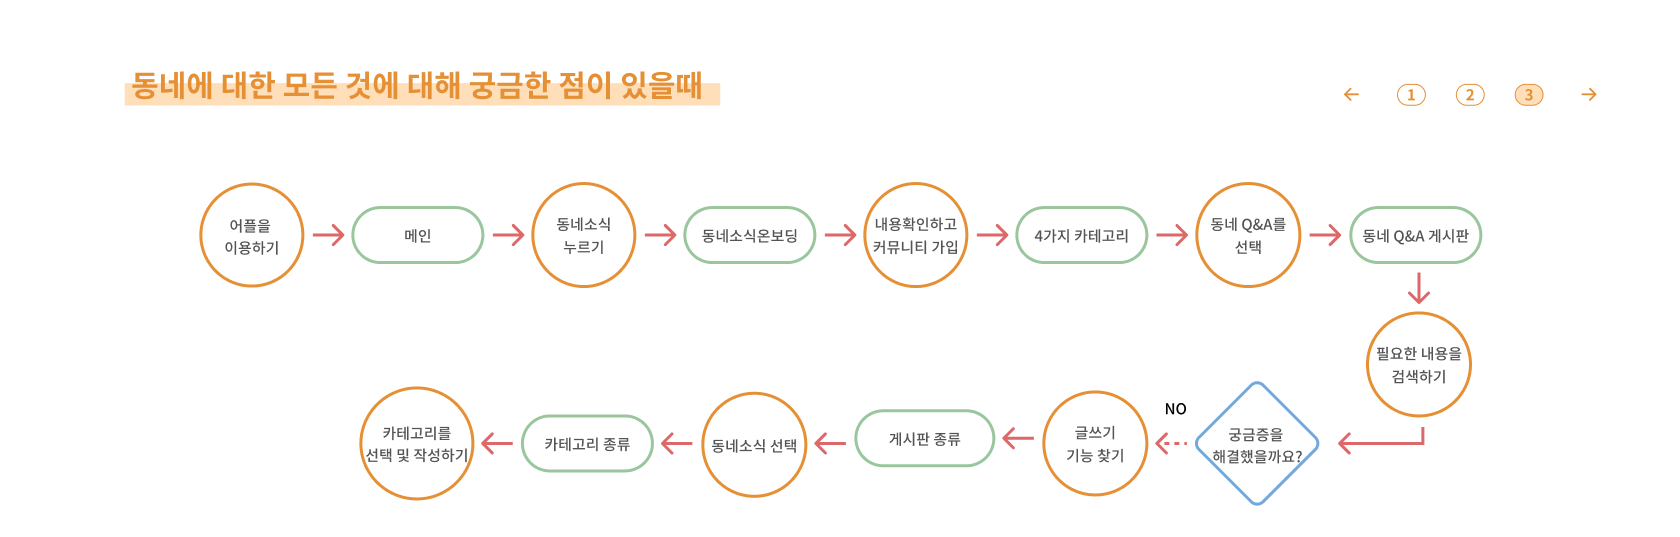 동네에 대한 모든 것에 대해 궁금한 점이 있을때
← 1 2 3 →
어플을
이용하기
메인
동네소식
누르기
동네소식온보딩
내용확인하고
커뮤니티 가입
4가지 카테고리
동네 Q&A를
선택
동네 Q&A 게시판
필요한 내용을
검색하기
궁금증을
해결했을까요?
NO
글쓰기
기능 찾기
게시판 종류
동네소식 선택
카테고리 종류
카테고리를
선택 및 작성하기